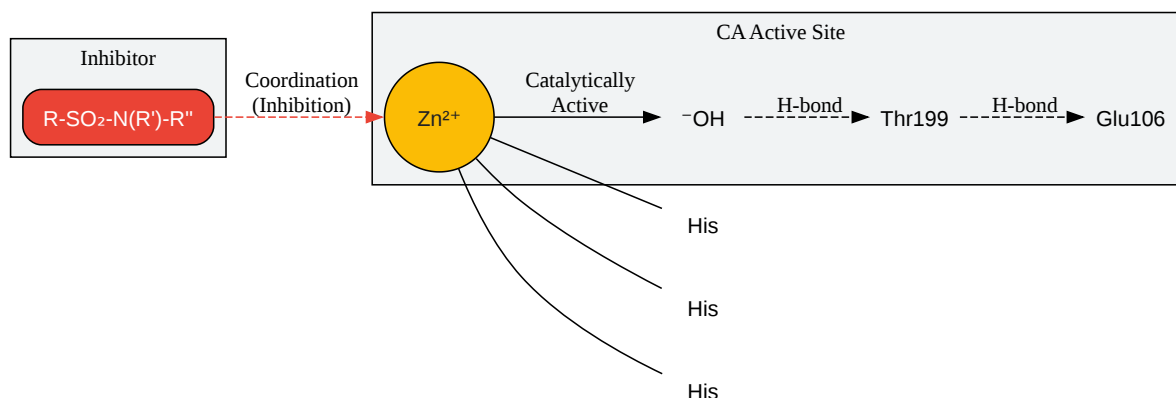 CA Active Site
Inhibitor
Coordination
(Inhibition)
Catalytically
Active
R-SO₂-N(R')-R"
Zn²⁺
⁻OH
H-bond
Thr199
H-bond
Glu106
His
His
His